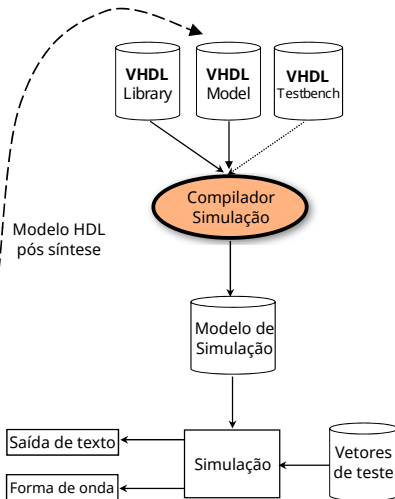 VHDL
Library
VHDL
Model
VHDL
Testbench
Compilador
Simulação
Modelo HDL
pós síntese
Modelo de
Simulação
Saída de texto
Simulação
Vetores
de teste
Forma de onda